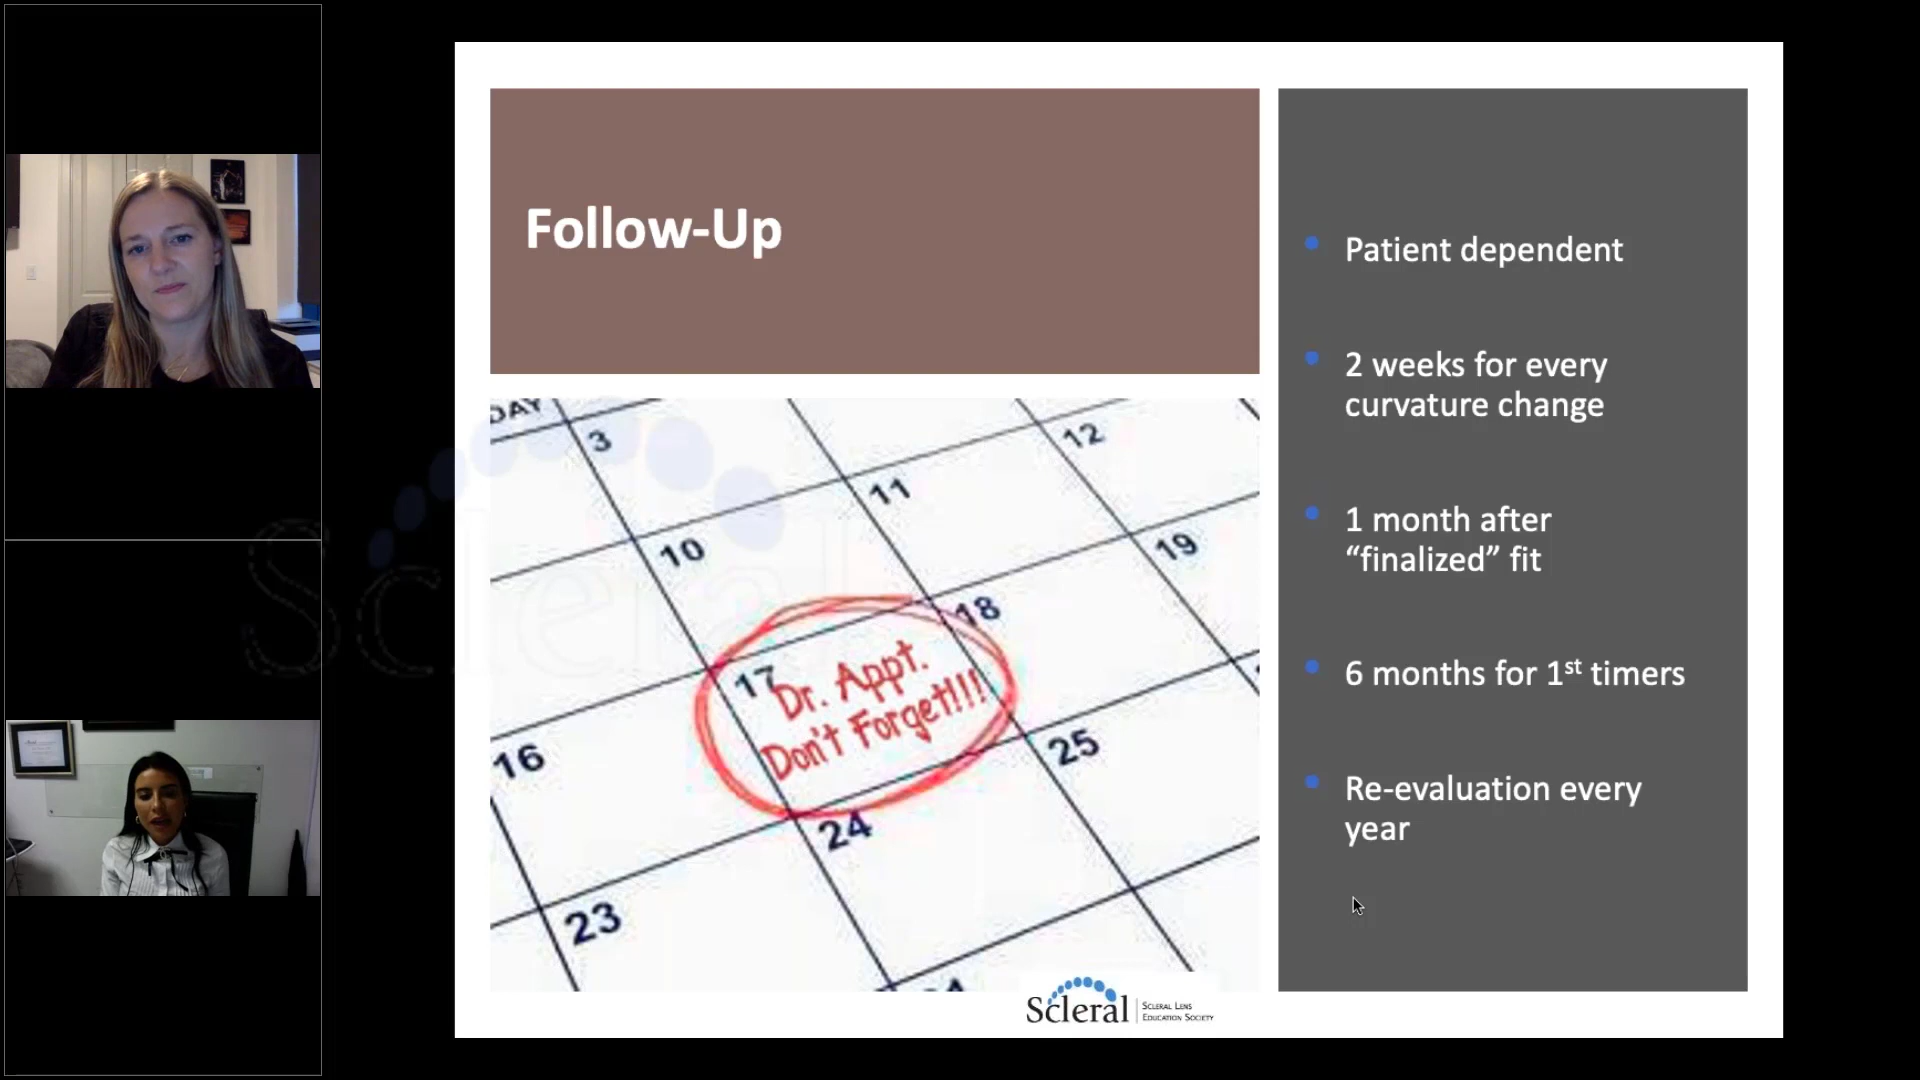 Follow-Up
Patient dependent
2 weeks for every
curvature change
1 month after
“finalized” fit
6 months for 1st timers
Re-evaluation every
year
DAY
3
12
11
10
19
18
17
Dr. Appt.
Don't Forget!!!
16
25
24
23
Scleral
SCLERAL LENS
EDUCATION SOCIETY
Scleral